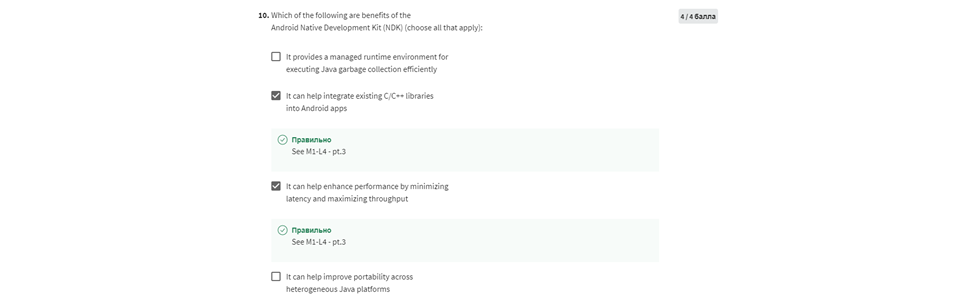 10. Which of the following are benefits of the
4 / 4 балла
Android Native Development Kit (NDK) (choose all that apply):
It provides a managed runtime environment for
executing Java garbage collection efficiently
It can help integrate existing C/C++ libraries
into Android apps
Правильно
See M1-L4 - pt.3
It can help enhance performance by minimizing
latency and maximizing throughput
Правильно
See M1-L4 - pt.3
It can help improve portability across
heterogeneous Java platforms